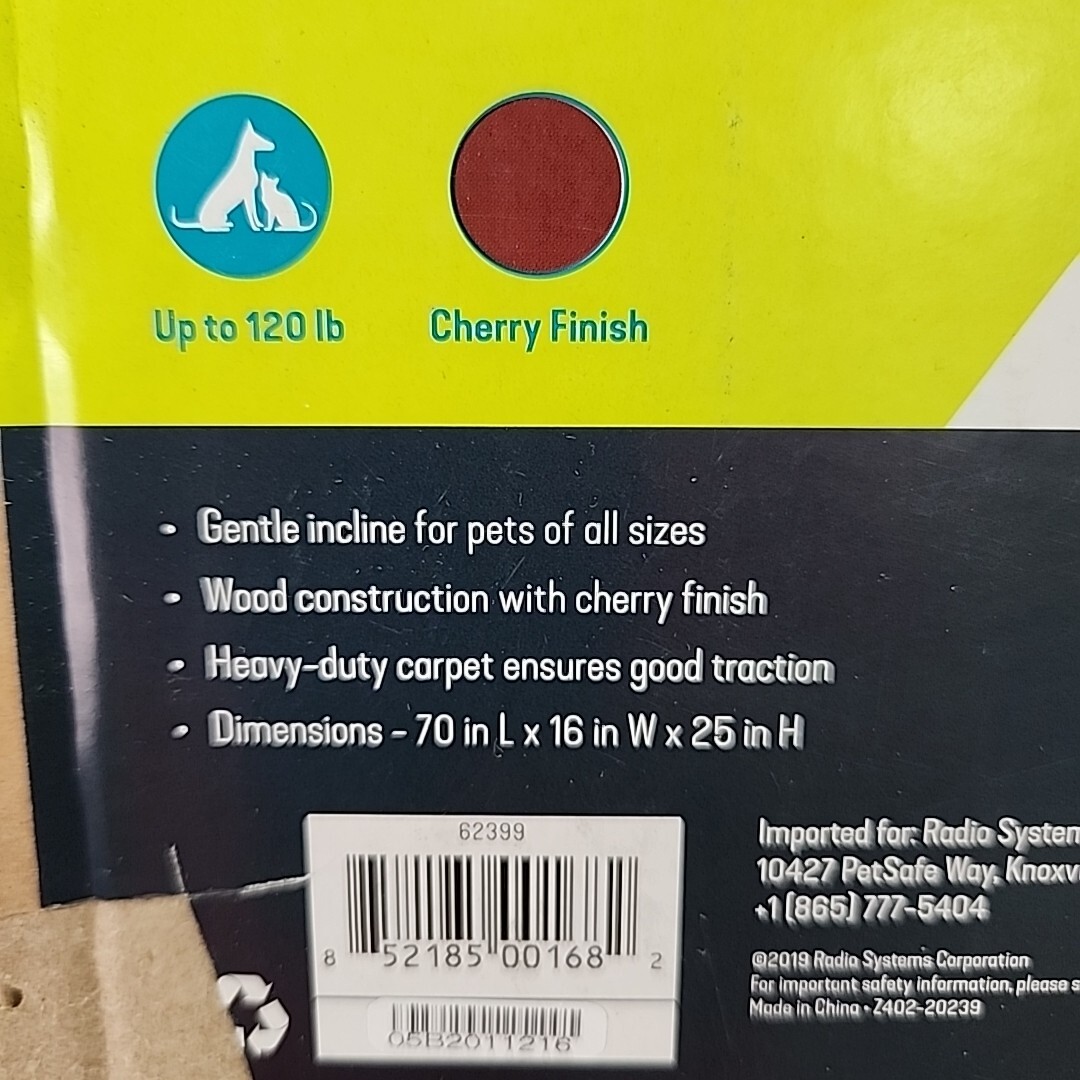 Up to 120 lb
Cherry Finish
• Gentle incline for pets of all sizes
• Wood construction with cherry finish
• Heavy-duty carpet ensures good traction
• Dimensions - 70 in L x 16 in W x 25 in H
62399
8 52185 00168 2
05B2011216
Imported for: Radio System
10427 PetSafe Way, Knoxvi
+1 (865) 777-5404
©2019 Radio Systems Corporation
For important safety information, please s
Made in China • Z402-20239